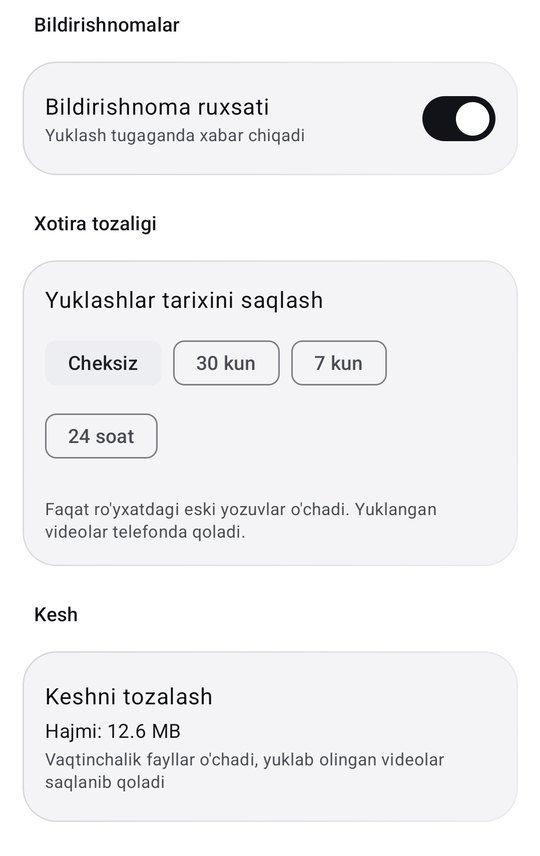 Bildirishnomalar
Bildirishnoma ruxsati
Yuklash tugaganda xabar chiqadi
Xotira tozaligi
Yuklashlar tarixini saqlash
Cheksiz
30 kun
7 kun
24 soat
Faqat ro'yxatdagi eski yozuvlar o'chadi. Yuklangan
videolar telefonda qoladi.
Kesh
Keshni tozalash
Hajmi: 12.6 MB
Vaqtinchalik fayllar o'chadi, yuklab olingan videolar
saqlanib qoladi